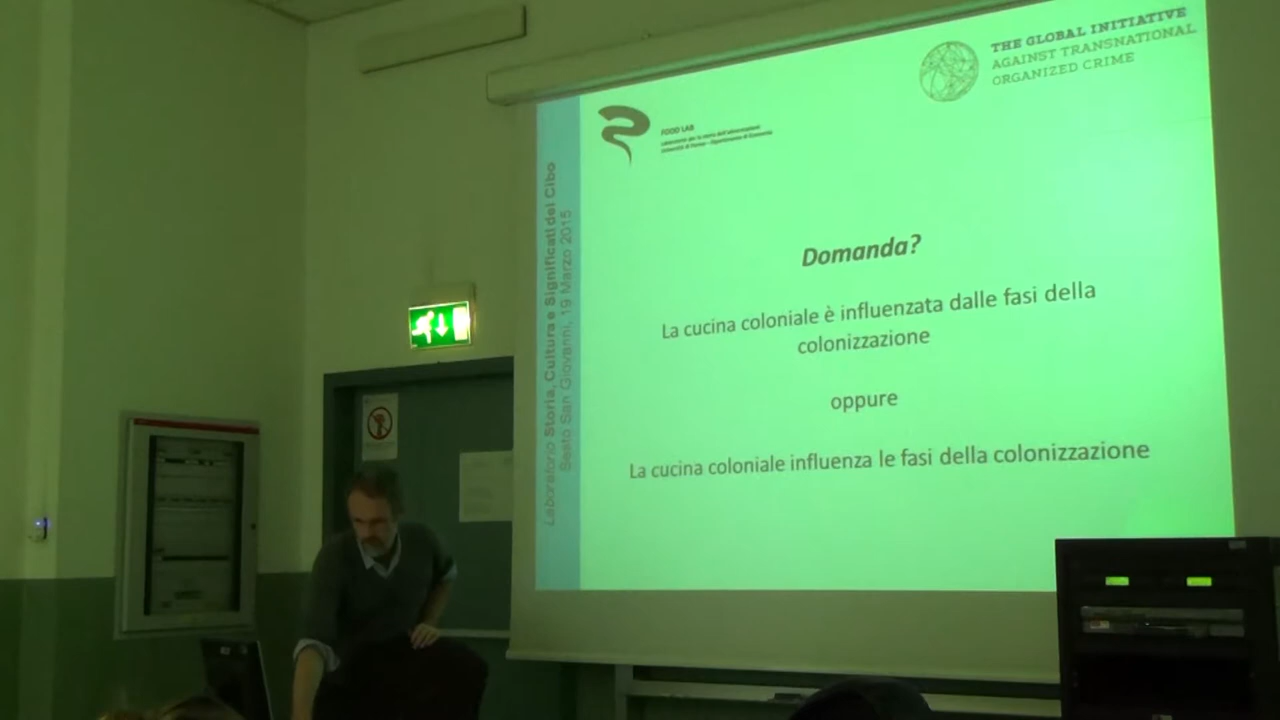 THE GLOBAL INITIATIVE
AGAINST TRANSNATIONAL
ORGANIZED CRIME
FOOD LAB
Laboratorio Storia, Cultura e Significati del Cibo
Sesto San Giovanni, 19 Marzo 2015
Domanda?
La cucina coloniale è influenzata dalle fasi della
colonizzazione
oppure
La cucina coloniale influenza le fasi della colonizzazione